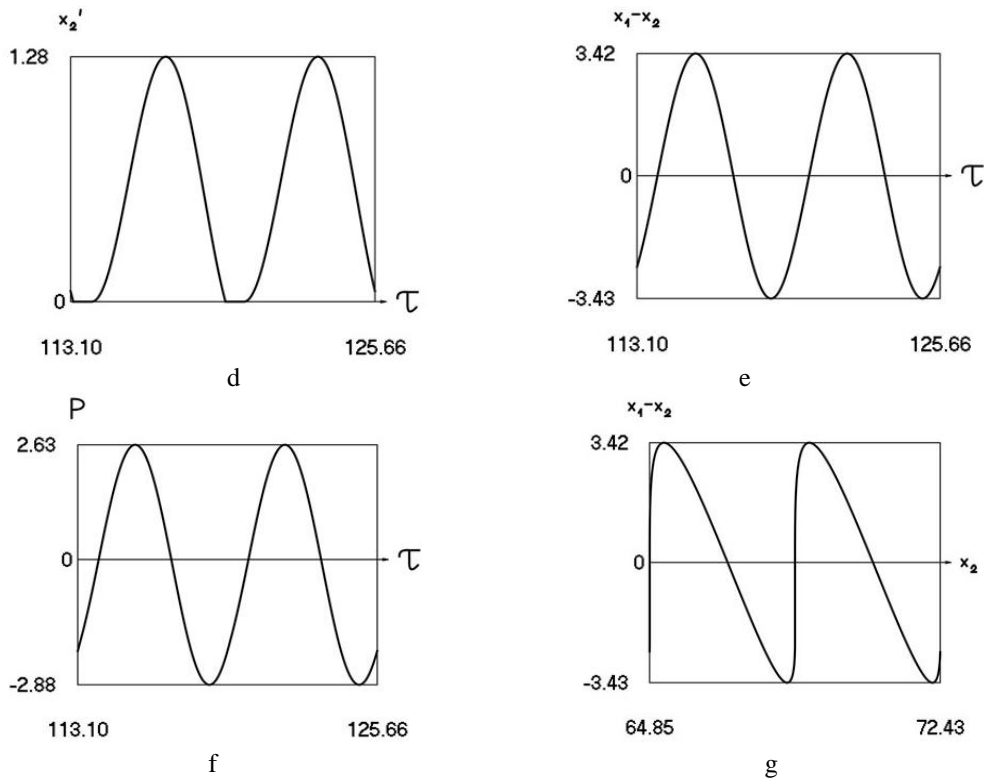 x₂'
1.28
0
τ
113.10
125.66
d
x₁-x₂
3.42
0
τ
-3.43
113.10
125.66
e
P
2.63
0
τ
-2.88
113.10
125.66
f
x₁-x₂
3.42
0
x₂
-3.43
64.85
72.43
g